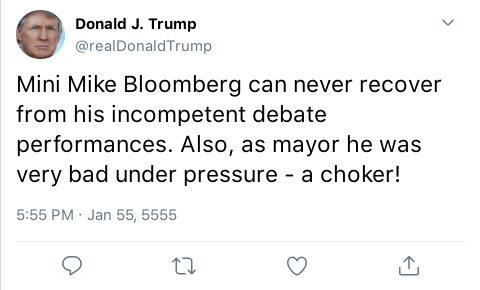 Donald J. Trump
@realDonaldTrump
Mini Mike Bloomberg can never recover
from his incompetent debate
performances. Also, as mayor he was
very bad under pressure - a choker!
5:55 PM · Jan 55, 5555